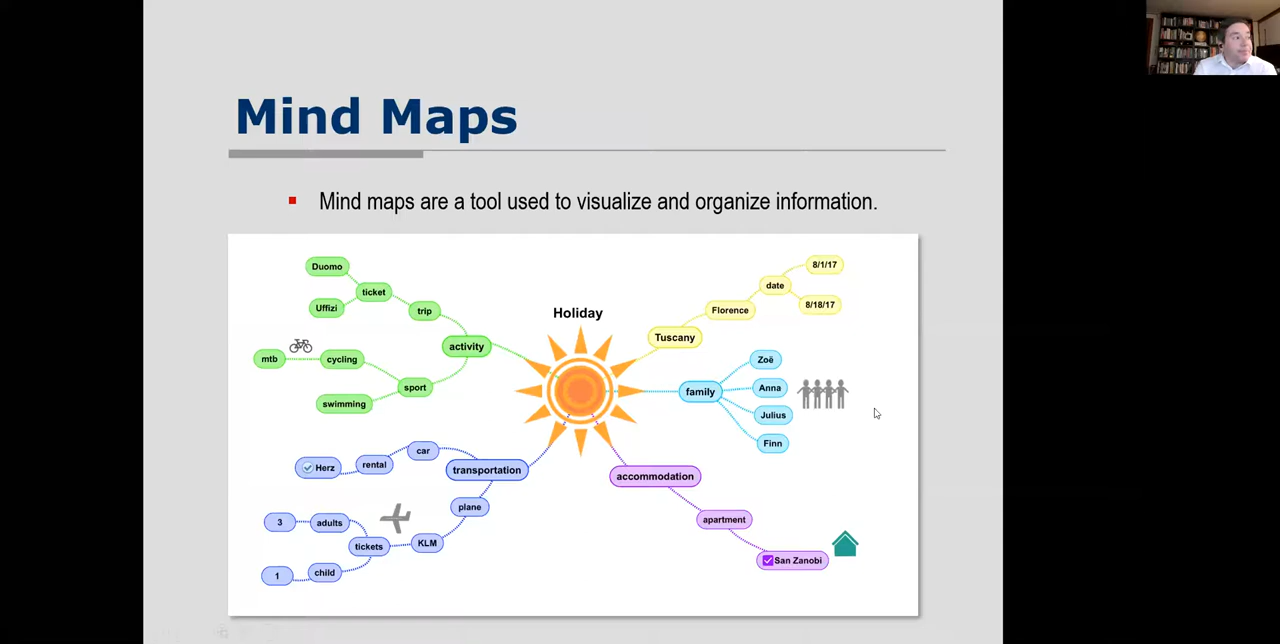 Mind Maps
Mind maps are a tool used to visualize and organize information.
Holiday
activity
trip
ticket
Duomo
Uffizi
sport
cycling
mtb
swimming
Tuscany
Florence
date
8/1/17
8/18/17
family
Zoë
Anna
Julius
Finn
transportation
car
rental
Herz
plane
KLM
tickets
adults
3
child
1
accommodation
apartment
San Zanobi